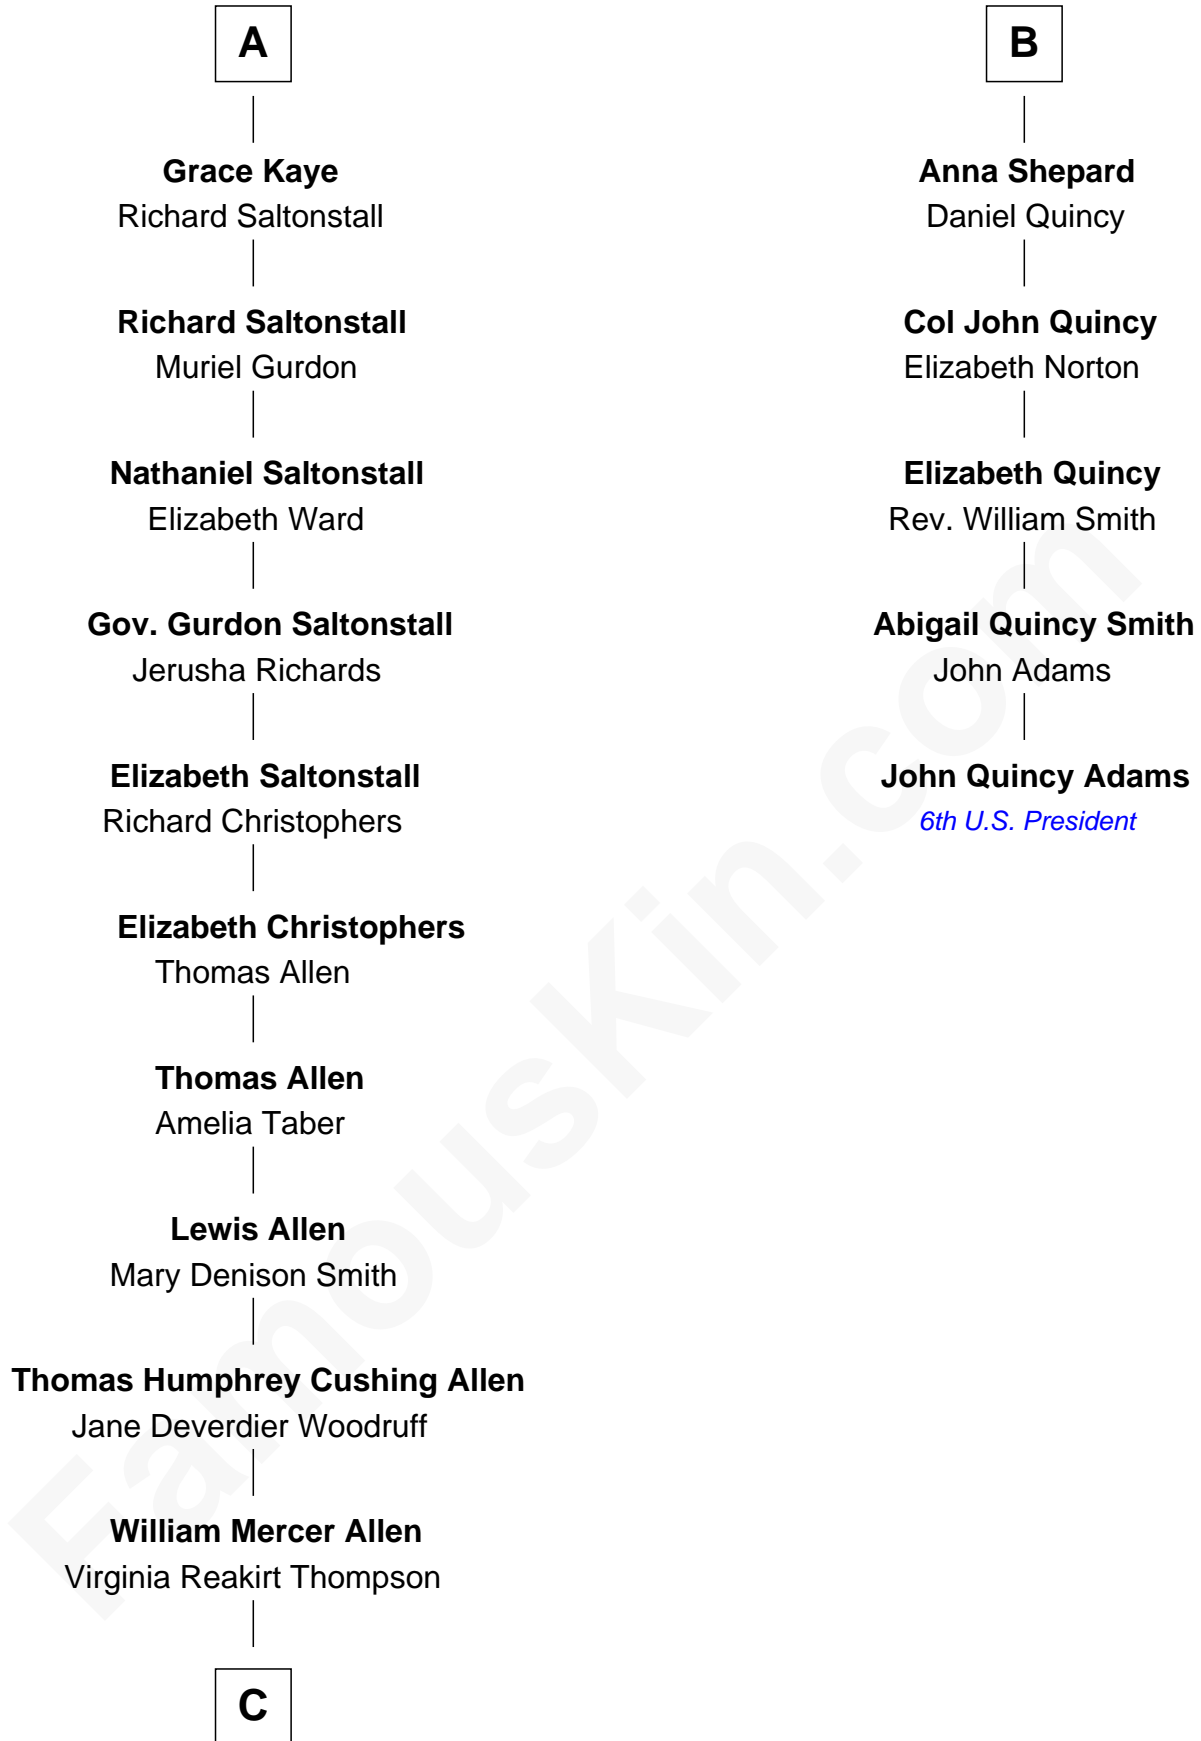 A
Grace Kaye
Richard Saltonstall
Richard Saltonstall
Muriel Gurdon
Nathaniel Saltonstall
Elizabeth Ward
Gov. Gurdon Saltonstall
Jerusha Richards
Elizabeth Saltonstall
Richard Christophers
Elizabeth Christophers
Thomas Allen
Thomas Allen
Amelia Taber
Lewis Allen
Mary Denison Smith
Thomas Humphrey Cushing Allen
Jane Deverdier Woodruff
William Mercer Allen
Virginia Reakirt Thompson
C
B
Anna Shepard
Daniel Quincy
Col John Quincy
Elizabeth Norton
Elizabeth Quincy
Rev. William Smith
Abigail Quincy Smith
John Adams
John Quincy Adams
6th U.S. President
FamousKin.com